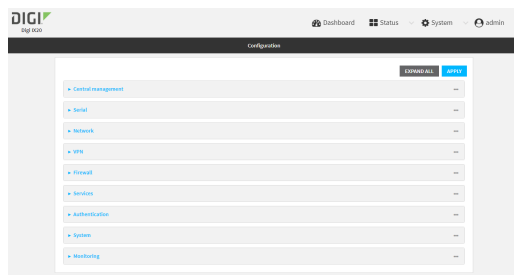 DIGI
Digi IX20
Dashboard
Status
System
admin
Configuration
EXPAND ALL
APPLY
Central management
Serial
Network
VPN
Firewall
Services
Authentication
System
Monitoring